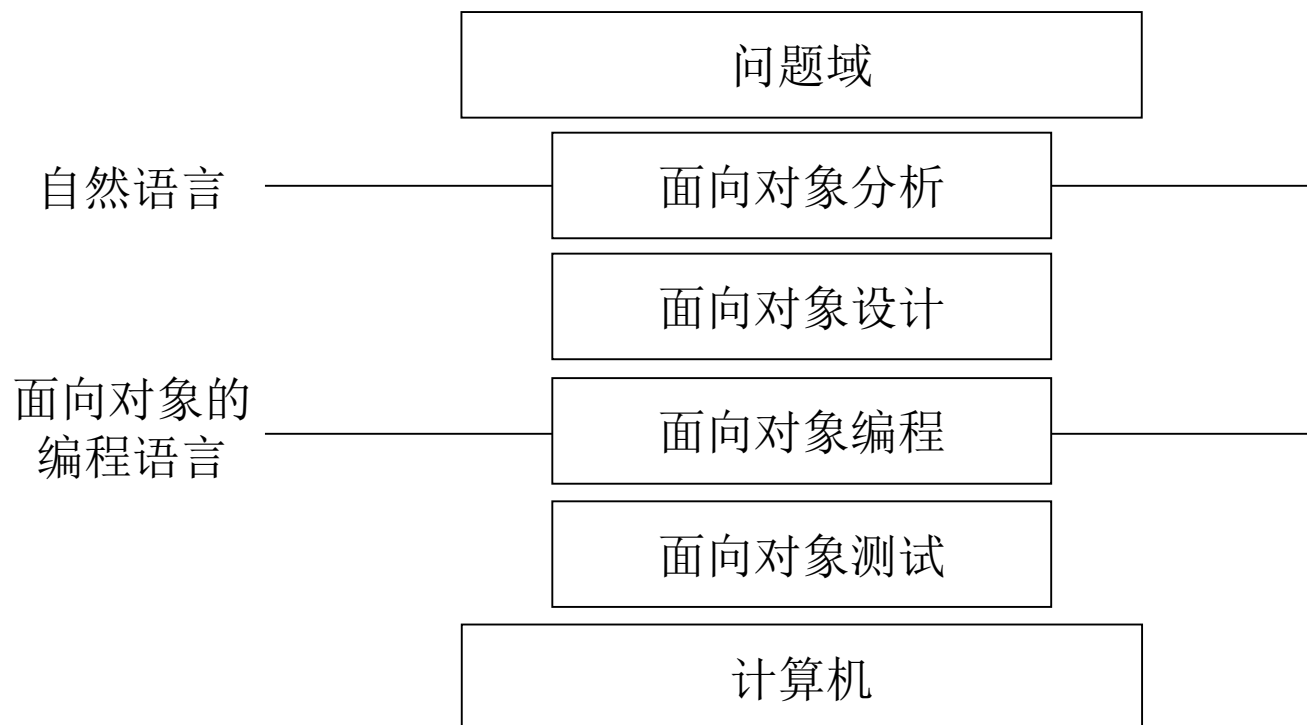 问题域
自然语言
面向对象分析
面向对象设计
面向对象的
编程语言
面向对象编程
面向对象测试
计算机